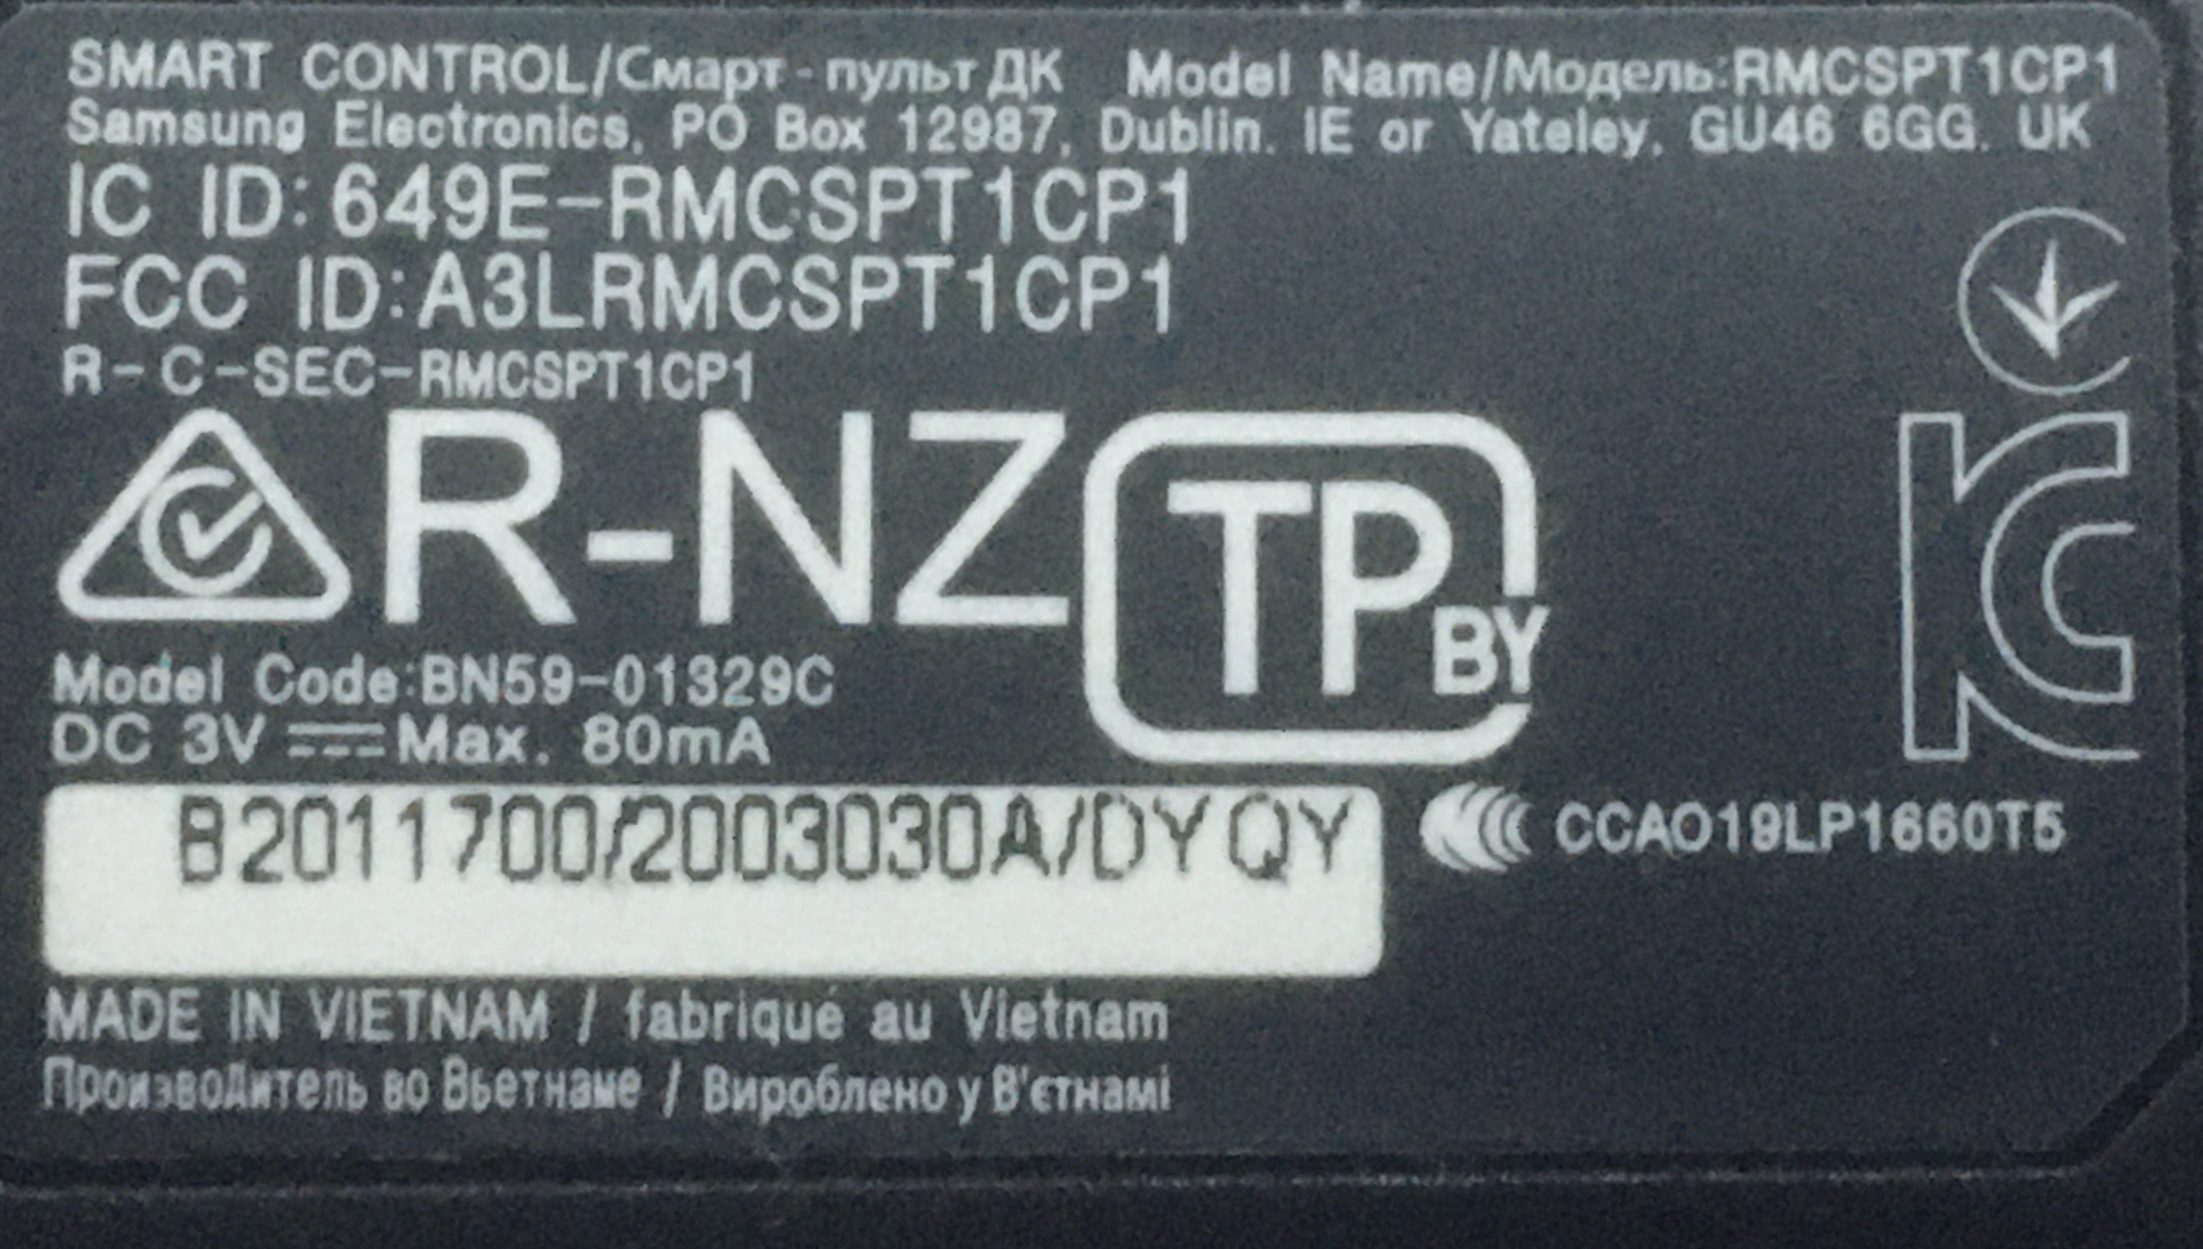 SMART CONTROL/Смарт-пульт ДК Model Name/Модель:RMCSPT1CP1
Samsung Electronics, PO Box 12987, Dublin. IE or Yateley, GU46 6GG. UK
IC ID:649E-RMCSPT1CP1
FCC ID:A3LRMCSPT1CP1
R-C-SEC-RMCSPT1CP1
R-NZ TP BY
Model Code:BN59-01329C
DC 3V ⎓ Max. 80mA
B2011700/2003030A/DYQY
CCAO19LP1660T5
MADE IN VIETNAM / fabriqué au Vietnam
Производитель во Вьетнаме / Вироблено у В'єтнамі